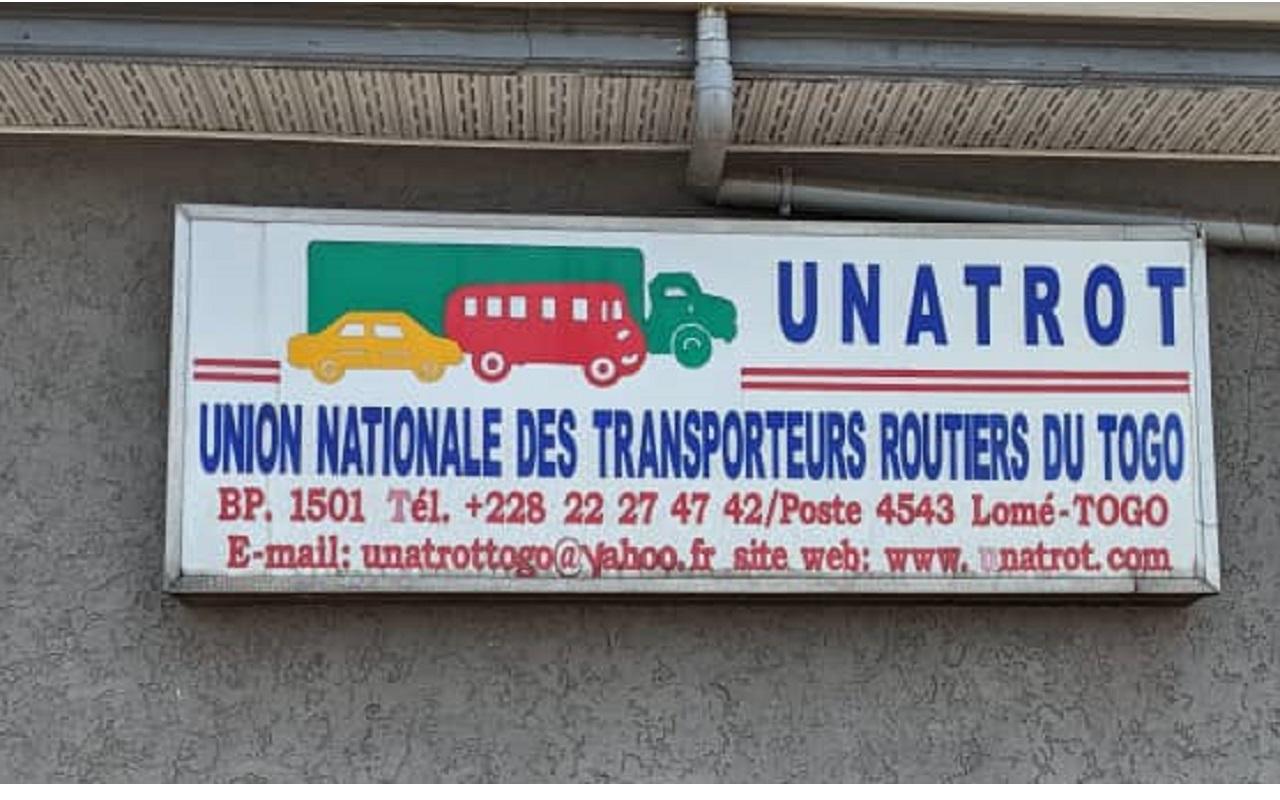 UNATROT
UNION NATIONALE DES TRANSPORTEURS ROUTIERS DU TOGO
BP. 1501 Tél. +228 22 27 47 42/Poste 4543 Lomé-TOGO
E-mail: unatrottogo@yahoo.fr site web: www. unatrot.com